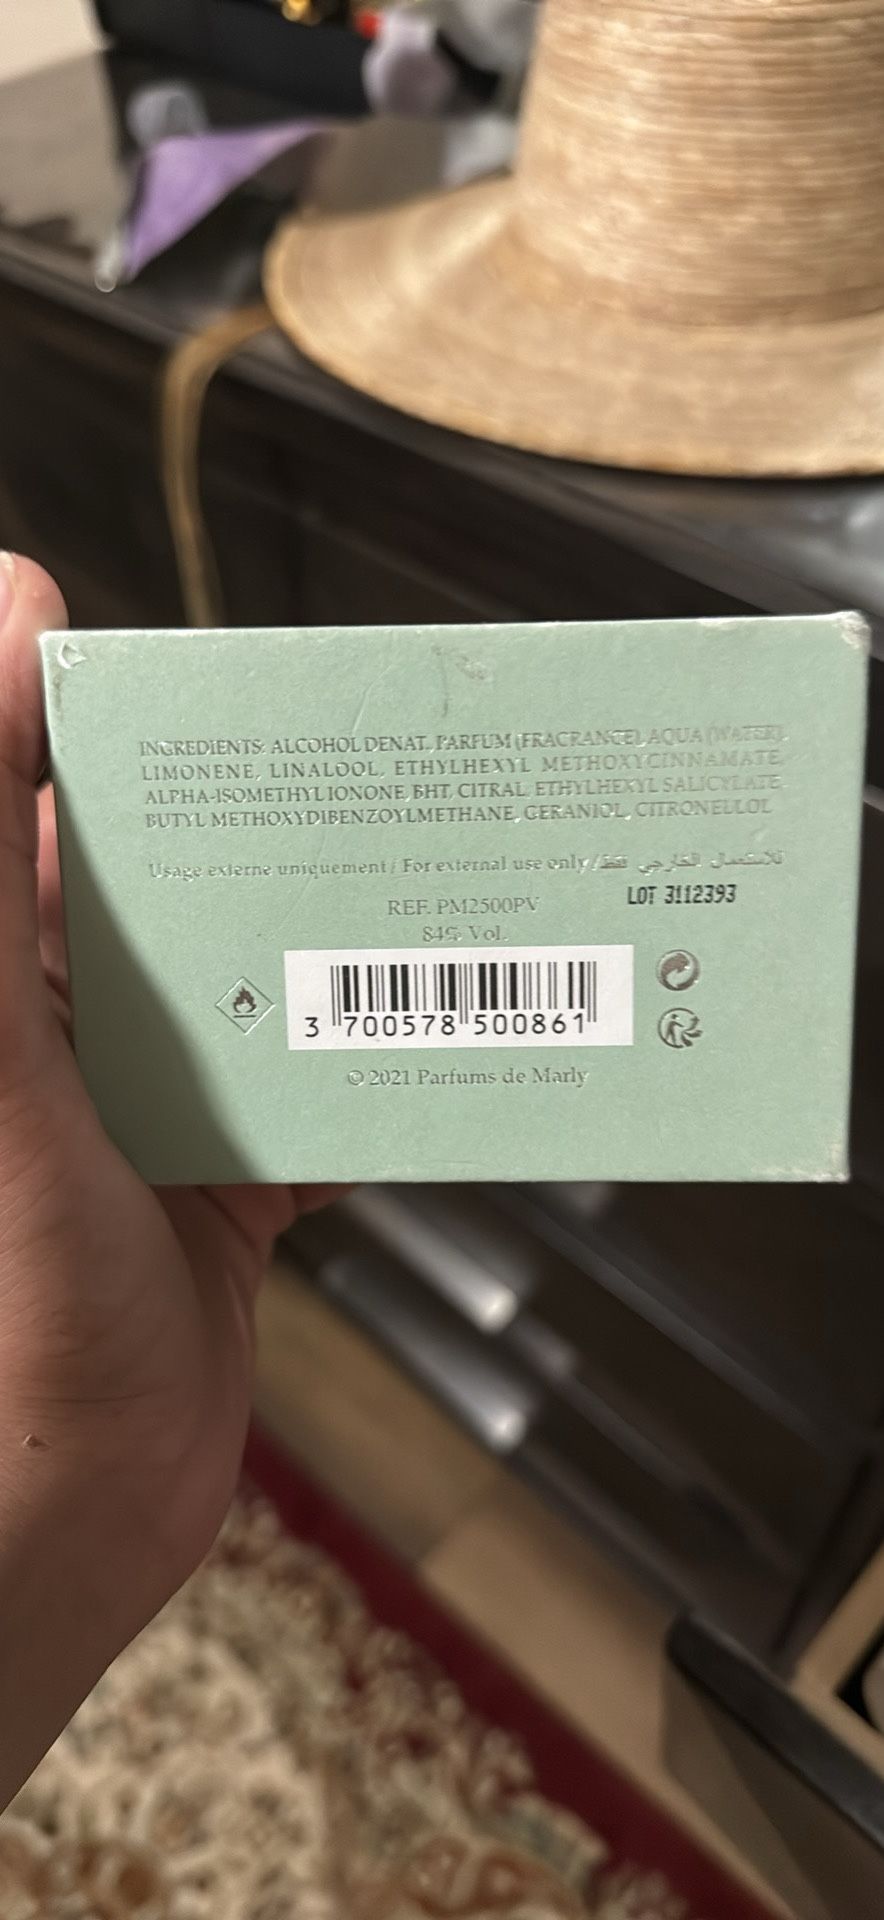 INGREDIENTS: ALCOHOL DENAT. PARFUM (FRAGRANCE), AQUA (WATER),
LIMONENE, LINALOOL, ETHYLHEXYL METHOXYCINNAMATE,
ALPHA-ISOMETHYL IONONE, BHT, CITRAL, ETHYLHEXYL SALICYLATE,
BUTYL METHOXYDIBENZOYLMETHANE, GERANIOL, CITRONELLOL
Usage externe uniquement / For external use only / للاستعمال الخارجي فقط
LOT 3112393
REF. PM2500PV
84% Vol.
3 700578 500861
© 2021 Parfums de Marly